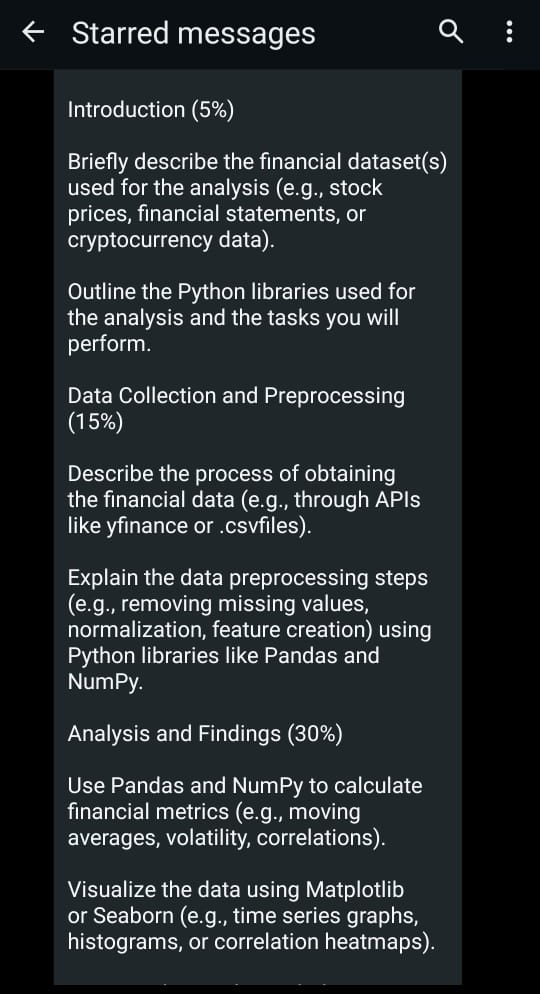 Starred messages
Introduction (5%)
Briefly describe the financial dataset(s)
used for the analysis (e.g., stock
prices, financial statements, or
cryptocurrency data).
Outline the Python libraries used for
the analysis and the tasks you will
perform.
Data Collection and Preprocessing
(15%)
Describe the process of obtaining
the financial data (e.g., through APIs
like yfinance or .csvfiles).
Explain the data preprocessing steps
(e.g., removing missing values,
normalization, feature creation) using
Python libraries like Pandas and
NumPy.
Analysis and Findings (30%)
Use Pandas and NumPy to calculate
financial metrics (e.g., moving
averages, volatility, correlations).
Visualize the data using Matplotlib
or Seaborn (e.g., time series graphs,
histograms, or correlation heatmaps).